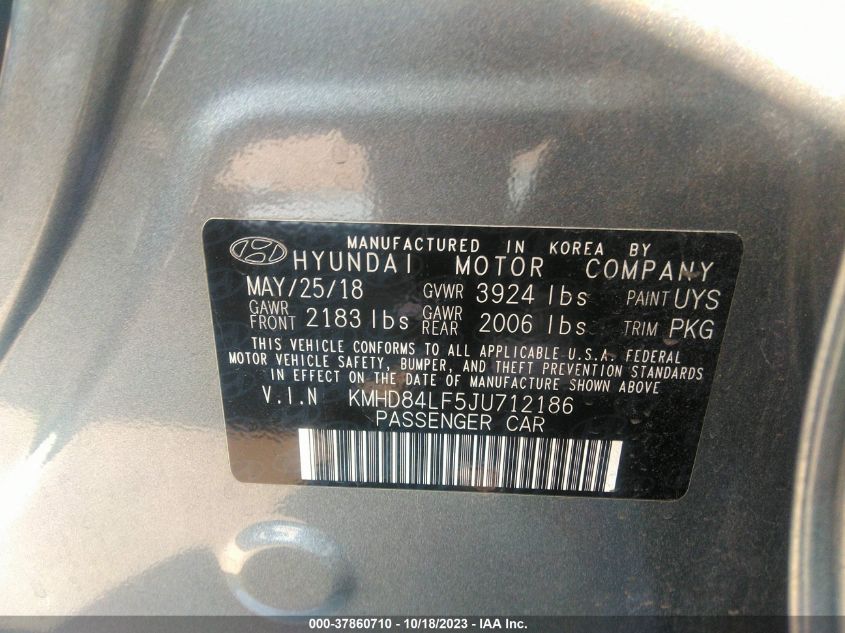 MANUFACTURED IN KOREA BY
HYUNDAI MOTOR COMPANY
MAY/25/18 GVWR 3924 lbs PAINT UYS
GAWR FRONT 2183 lbs GAWR REAR 2006 lbs TRIM PKG
THIS VEHICLE CONFORMS TO ALL APPLICABLE U.S.A. FEDERAL
MOTOR VEHICLE SAFETY, BUMPER, AND THEFT PREVENTION STANDARDS
IN EFFECT ON THE DATE OF MANUFACTURE SHOWN ABOVE
V.I.N KMHD84LF5JU712186
PASSENGER CAR
000-37860710 - 10/18/2023 - IAA Inc.